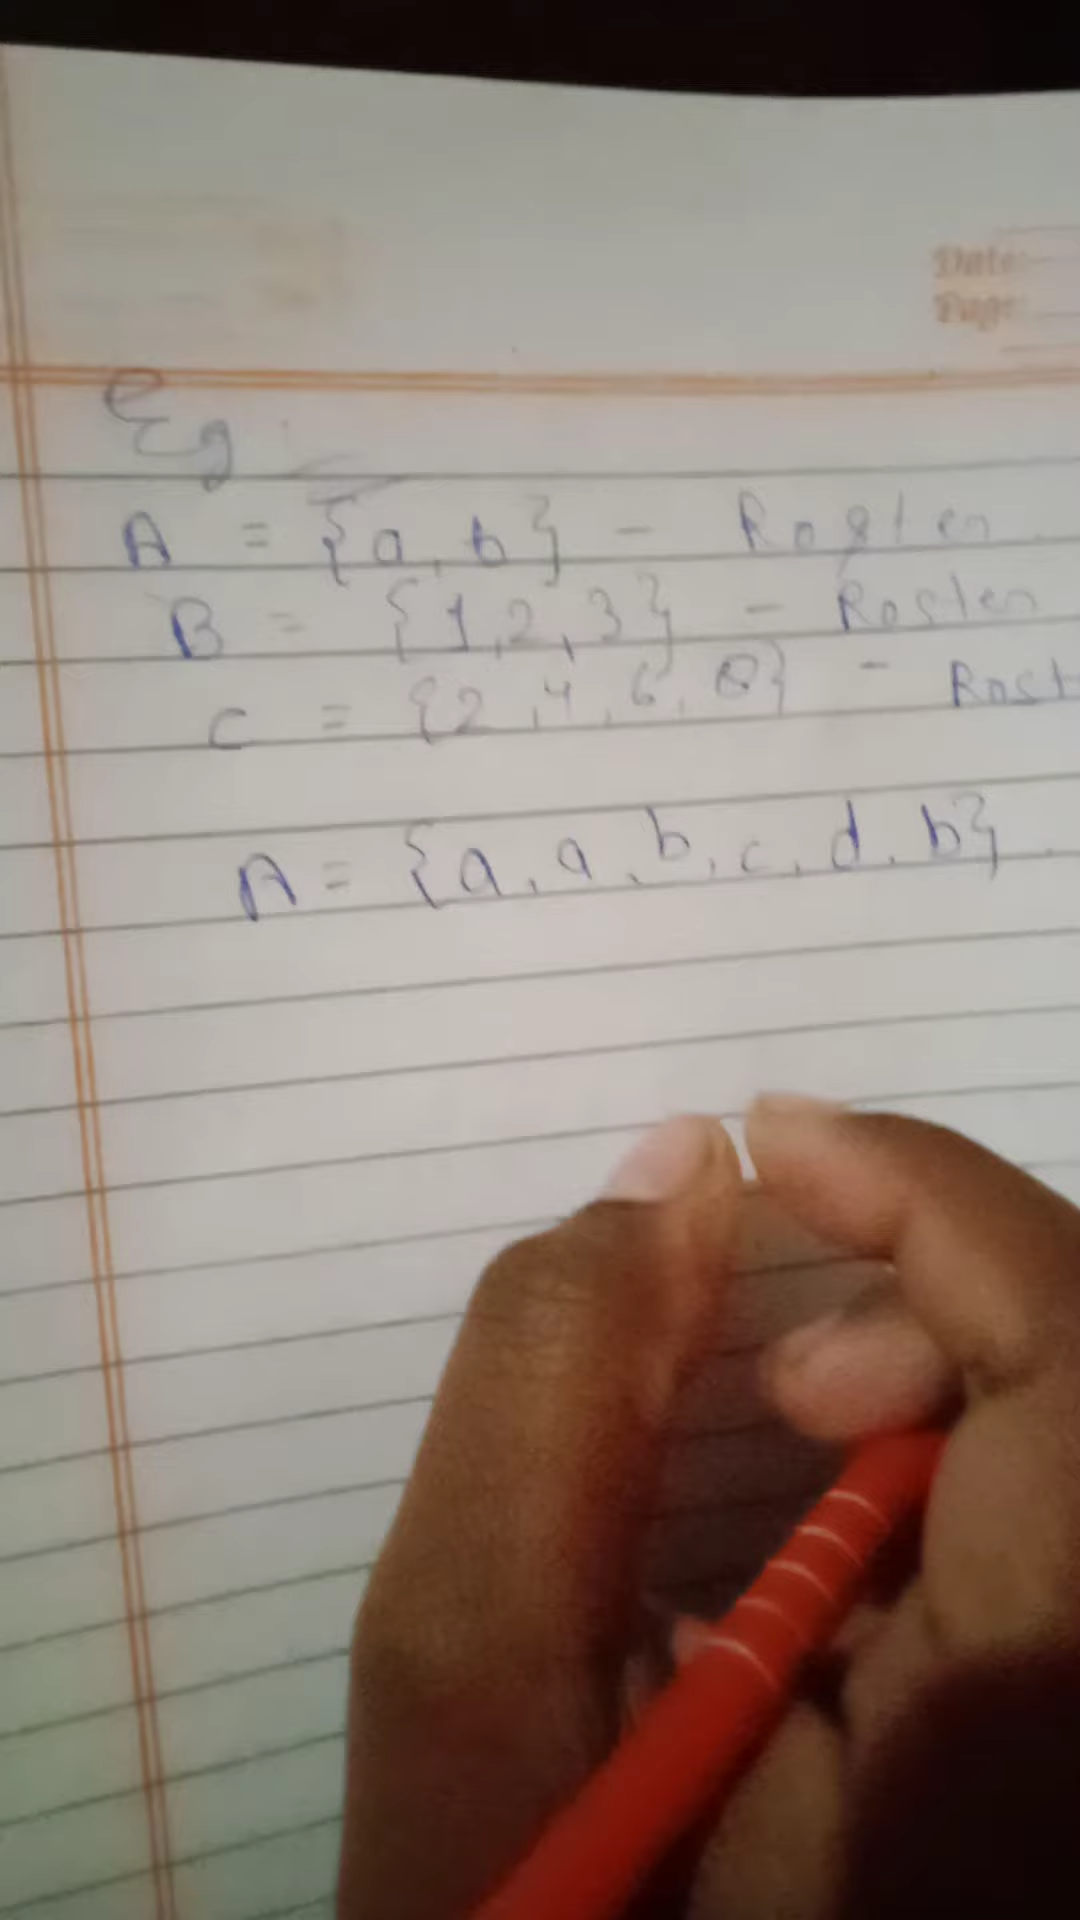 Date:
Page:
Eg.
A = {a, b} - Roster
B = {1, 2, 3} - Roster
C = {2, 4, 6, 8} - Rost
A = {a, a, b, c, d, b}